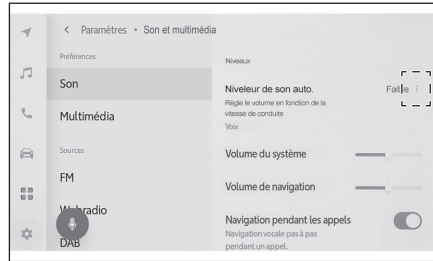 Paramètres • Son et multimédia
Préférences
Son
Multimédia
Sources
FM
Webradio
DAB
Niveaux
Niveleur de son auto.
Faible
Règle le volume en fonction de la
vitesse de conduite
Voix
Volume du système
Volume de navigation
Navigation pendant les appels
Navigation vocale pas à pas
pendant un appel.